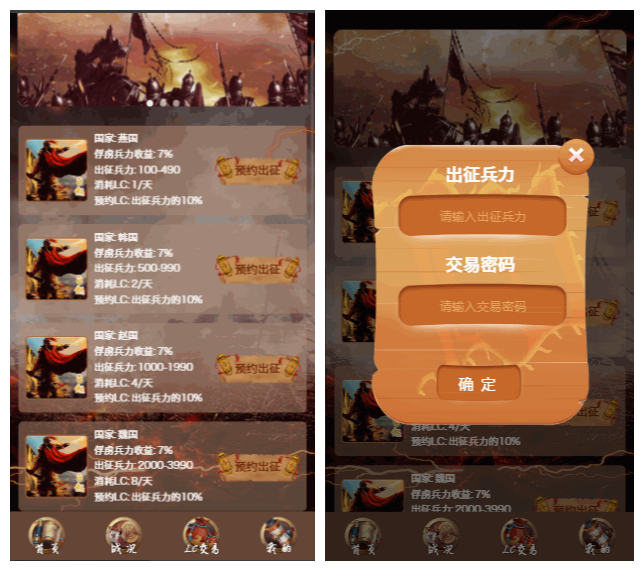 国家:燕国
俘虏兵力收益:7%
出征兵力:100-490
消耗LC:1/天
预约LC:出征兵力的10%
预约出征
国家:韩国
俘虏兵力收益:7%
出征兵力:500-990
消耗LC:2/天
预约LC:出征兵力的10%
预约出征
国家:赵国
俘虏兵力收益:7%
出征兵力:1000-1990
消耗LC:4/天
预约LC:出征兵力的10%
预约出征
国家:魏国
俘虏兵力收益:7%
出征兵力:2000-3990
消耗LC:8/天
预约LC:出征兵力的10%
预约出征
首页
战况
LC交易
我的
出征兵力
请输入出征兵力
交易密码
请输入交易密码
确定
消耗LC:4/天
预约LC:出征兵力的10%
国家:魏国
俘虏兵力收益:7%
出征兵力:2000-3990
预约出征
首页
战况
LC交易
我的